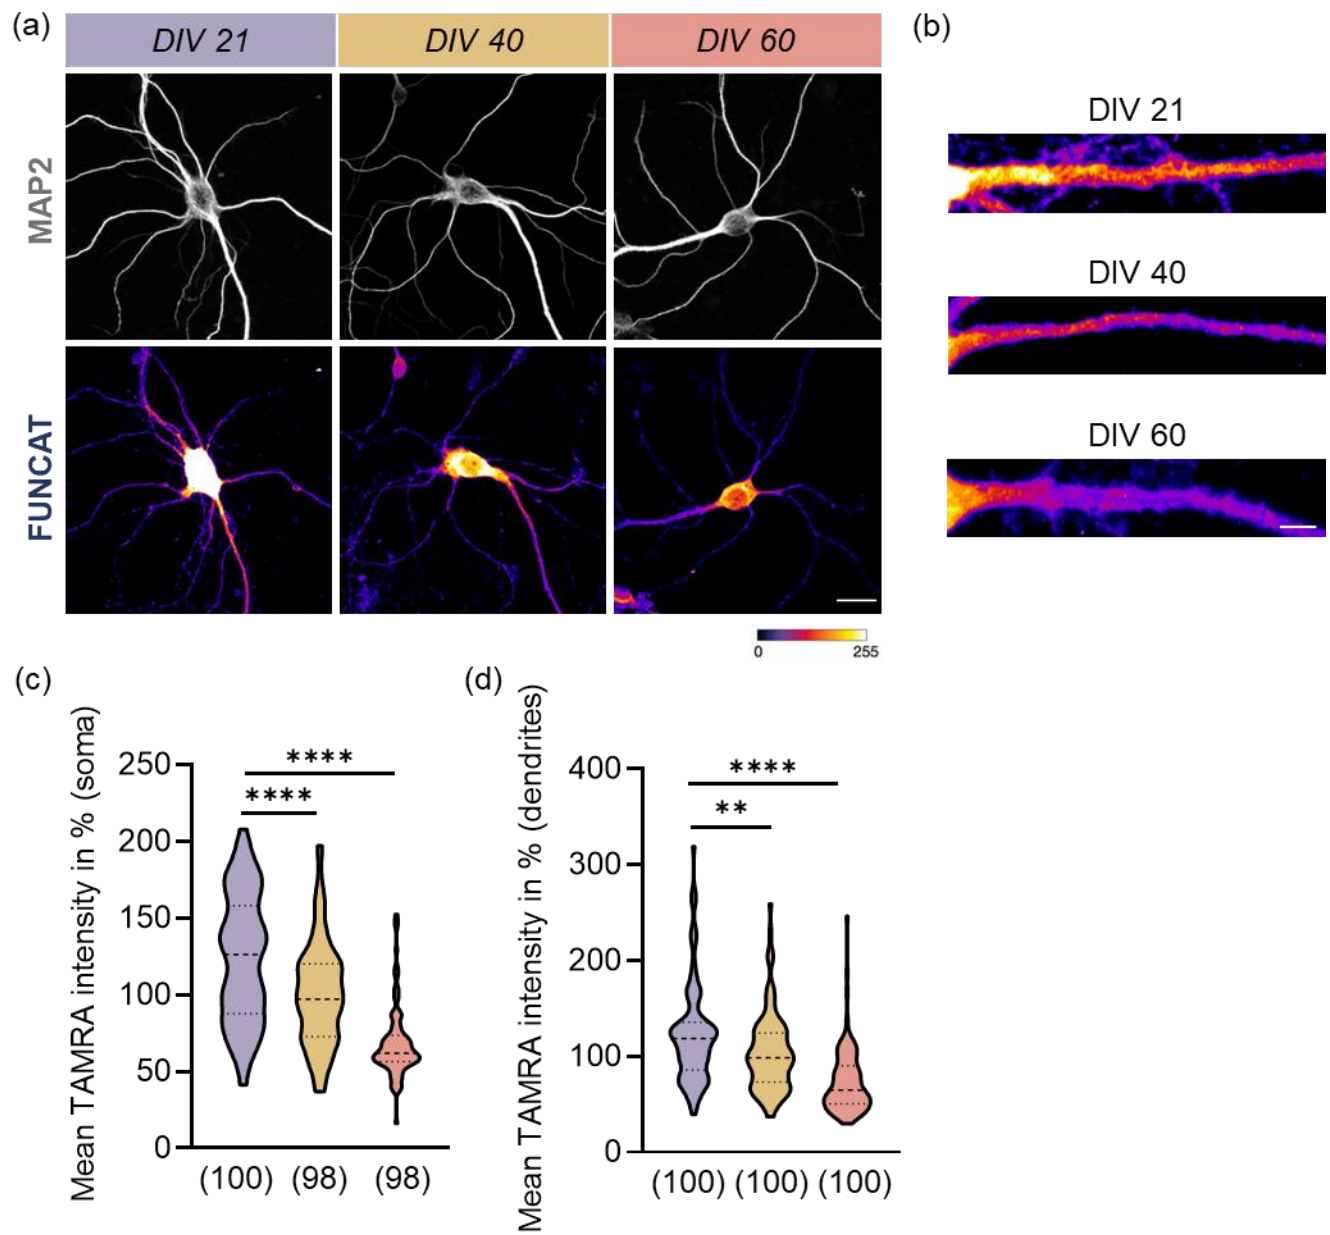 (a)
DIV 21
DIV 40
DIV 60
MAP2
FUNCAT
0
255
(b)
DIV 21
DIV 40
DIV 60
(c)
Mean TAMRA intensity in % (soma)
250
200
150
100
50
0
****
****
(100)
(98)
(98)
(d)
Mean TAMRA intensity in % (dendrites)
400
300
200
100
0
****
**
(100)
(100)
(100)